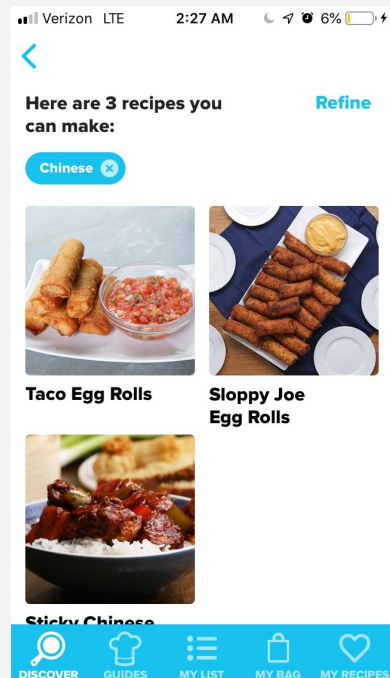 Verizon LTE 2:27 AM 6%
Here are 3 recipes you
can make:
Refine
Chinese
Taco Egg Rolls
Sloppy Joe
Egg Rolls
Sticky Chinese
DISCOVER GUIDES MY LIST MY BAG MY RECIPES